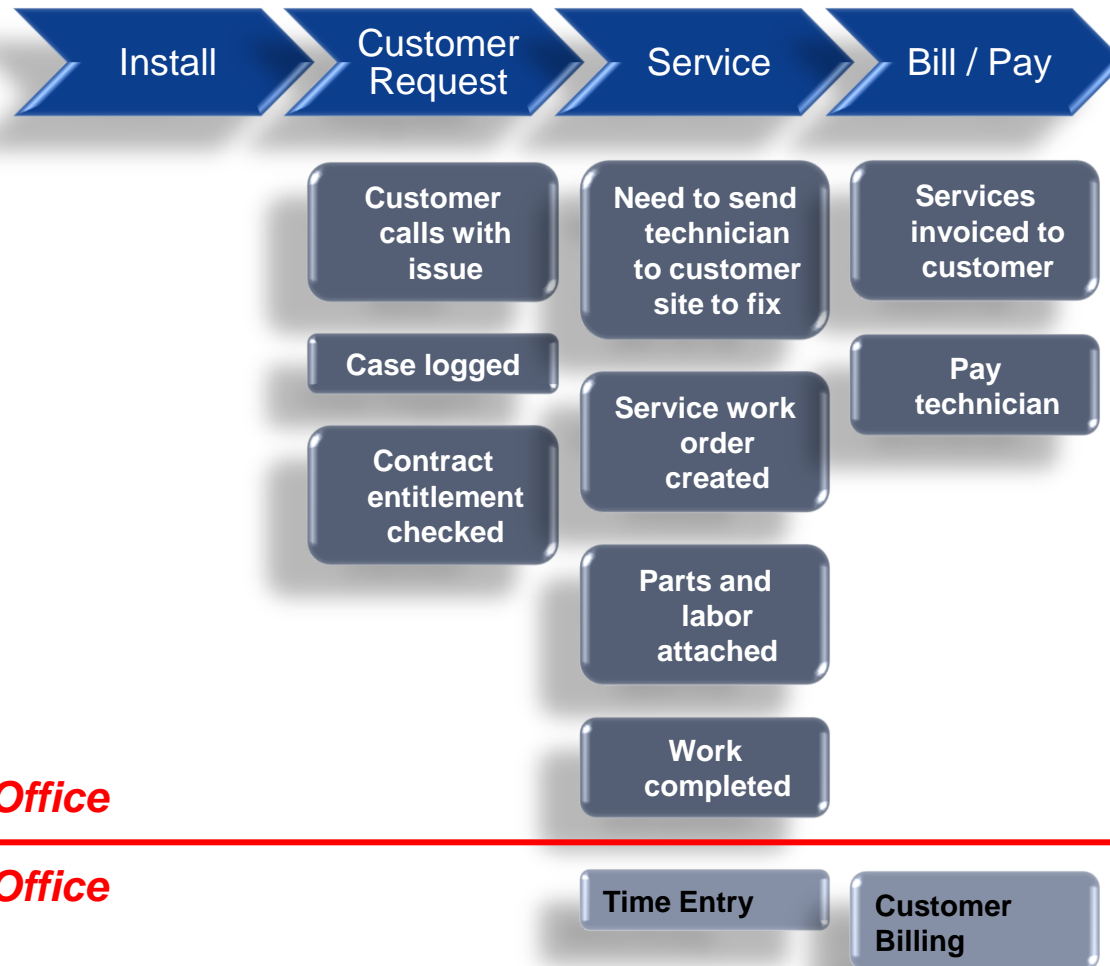 Install
Customer
Request
Service
Bill / Pay
Customer
calls with
issue
Case logged
Contract
entitlement
checked
Need to send
technician
to customer
site to fix
Service work
order
created
Parts and
labor
attached
Work
completed
Services
invoiced to
customer
Pay
technician
Office
Office
Time Entry
Customer
Billing